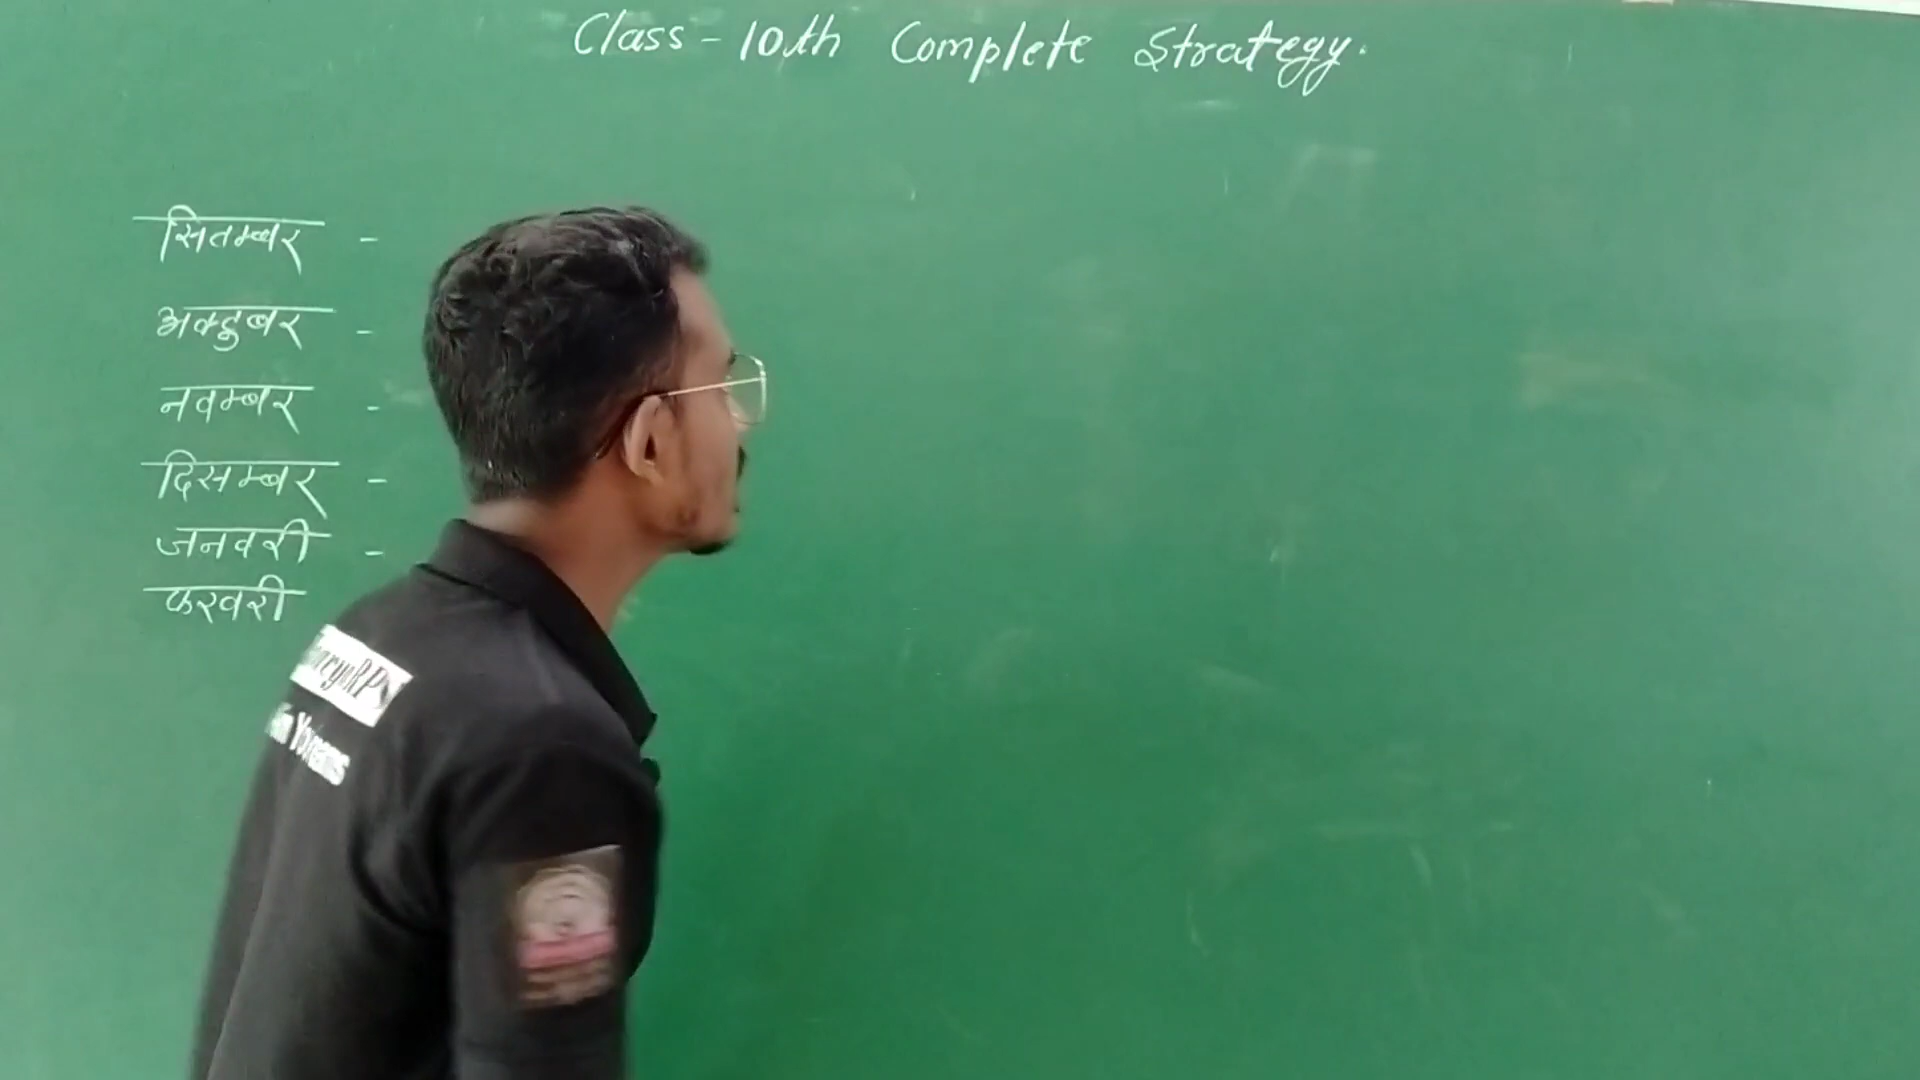 Class - 10th Complete Strategy.
सितम्बर -
अक्टुबर -
नवम्बर -
दिसम्बर -
जनवरी -
फरवरी